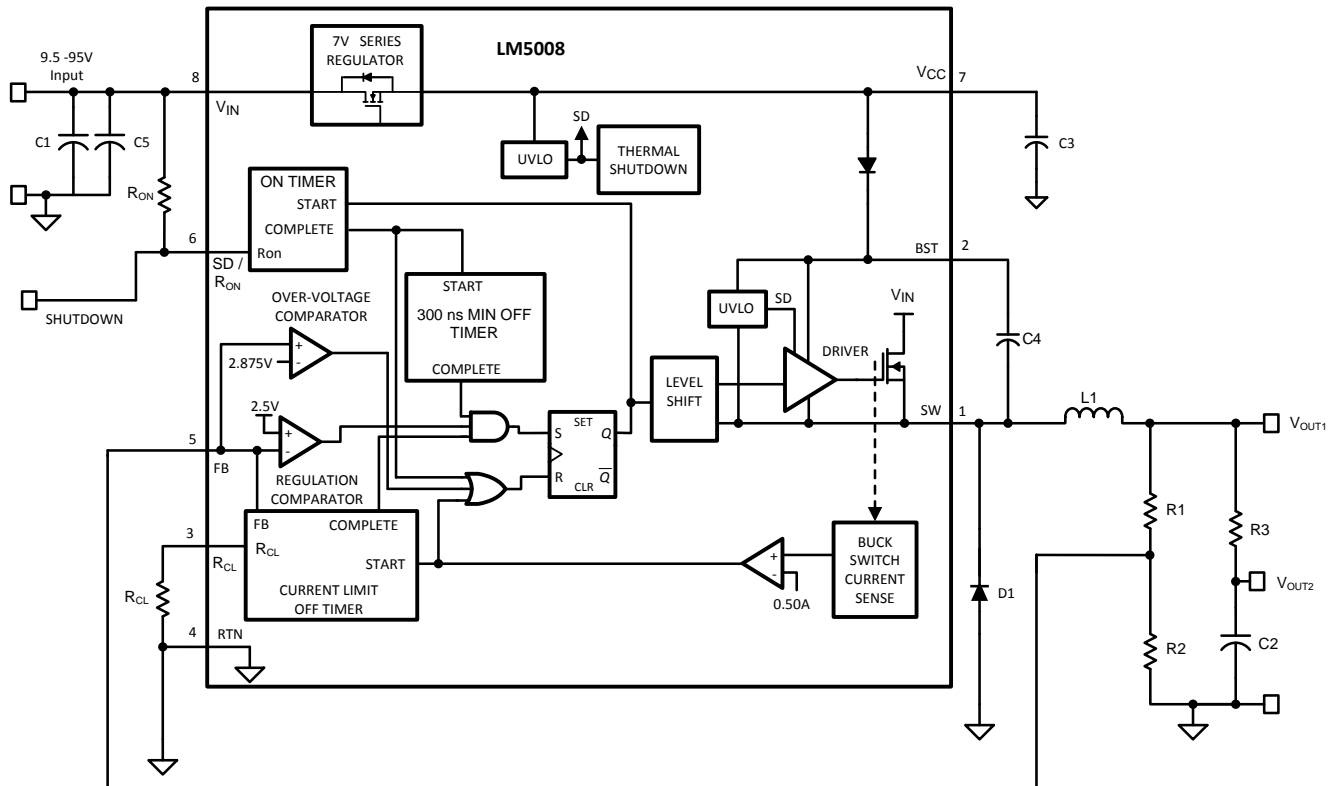 LM5008
7V SERIES
REGULATOR
9.5 -95V
Input
8
VIN
VCC
7
C1
C5
RON
C3
SD
UVLO
THERMAL
SHUTDOWN
ON TIMER
START
COMPLETE
Ron
6
SD /
RON
SHUTDOWN
START
300 ns MIN OFF
TIMER
COMPLETE
OVER-VOLTAGE
COMPARATOR
+
-
2.875V
2.5V
+
-
REGULATION
COMPARATOR
5
FB
SET
S
Q
R
Q
CLR
LEVEL
SHIFT
UVLO
SD
DRIVER
VIN
BST
2
C4
SW
1
L1
VOUT1
R1
R3
VOUT2
R2
C2
D1
FB
COMPLETE
RCL
START
CURRENT LIMIT
OFF TIMER
3
RCL
RCL
4
RTN
+
-
0.50A
BUCK
SWITCH
CURRENT
SENSE